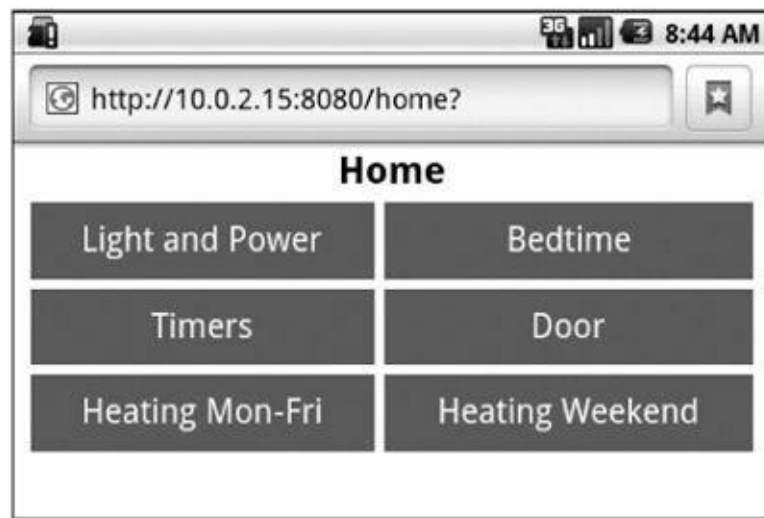 3G 8:44 AM
http://10.0.2.15:8080/home?
Home
Light and Power Bedtime
Timers Door
Heating Mon-Fri Heating Weekend